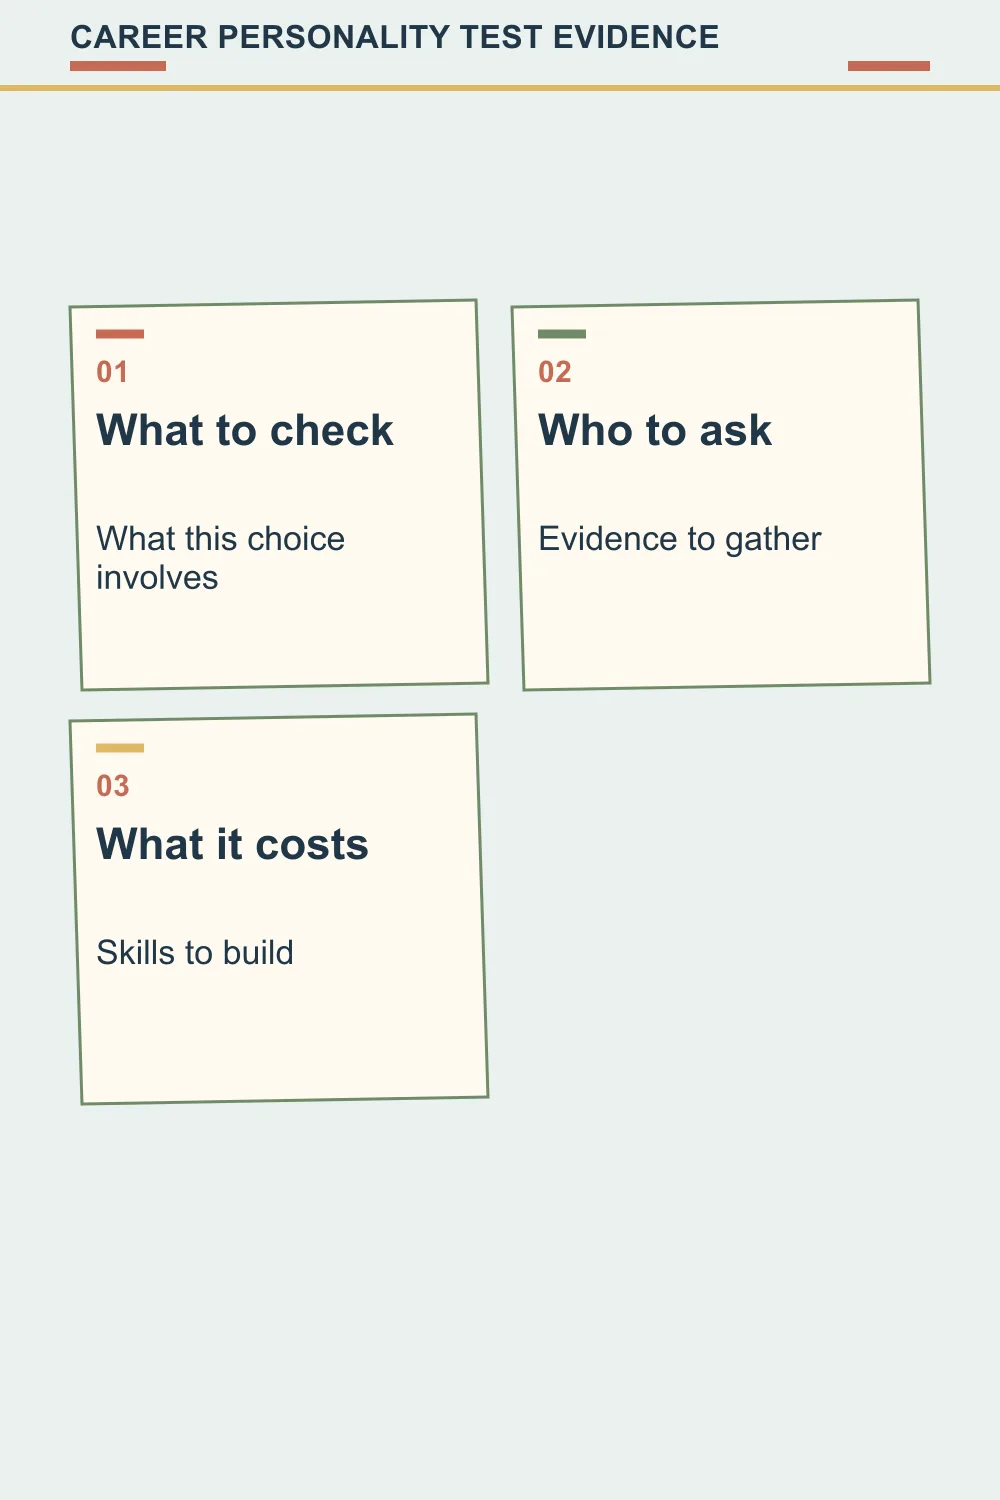 CAREER PERSONALITY TEST EVIDENCE
01
What to check
What this choice
involves
02
Who to ask
Evidence to gather
03
What it costs
Skills to build